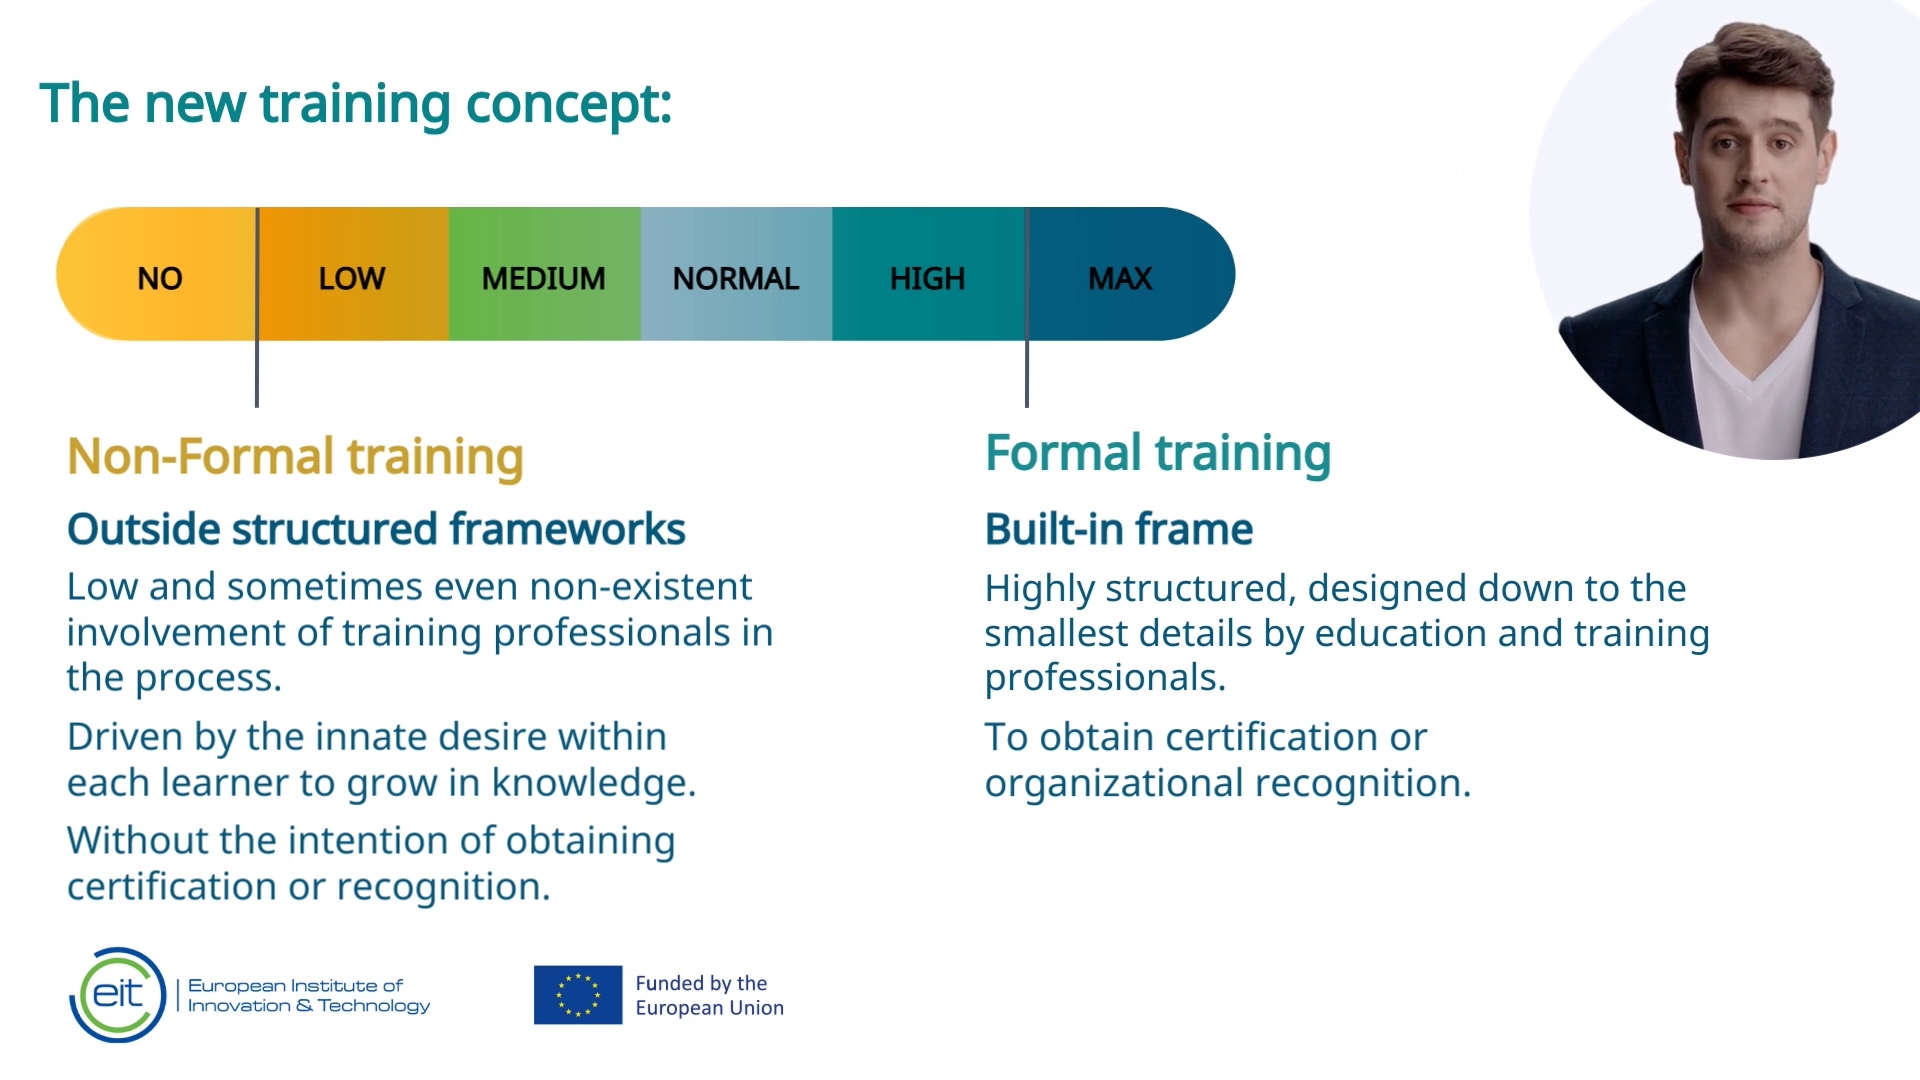 The new training concept:
NO LOW MEDIUM NORMAL HIGH MAX
Non-Formal training
Outside structured frameworks
Low and sometimes even non-existent
involvement of training professionals in
the process.
Driven by the innate desire within
each learner to grow in knowledge.
Without the intention of obtaining
certification or recognition.
Formal training
Built-in frame
Highly structured, designed down to the
smallest details by education and training
professionals.
To obtain certification or
organizational recognition.
eit
European Institute of
Innovation & Technology
Funded by the
European Union